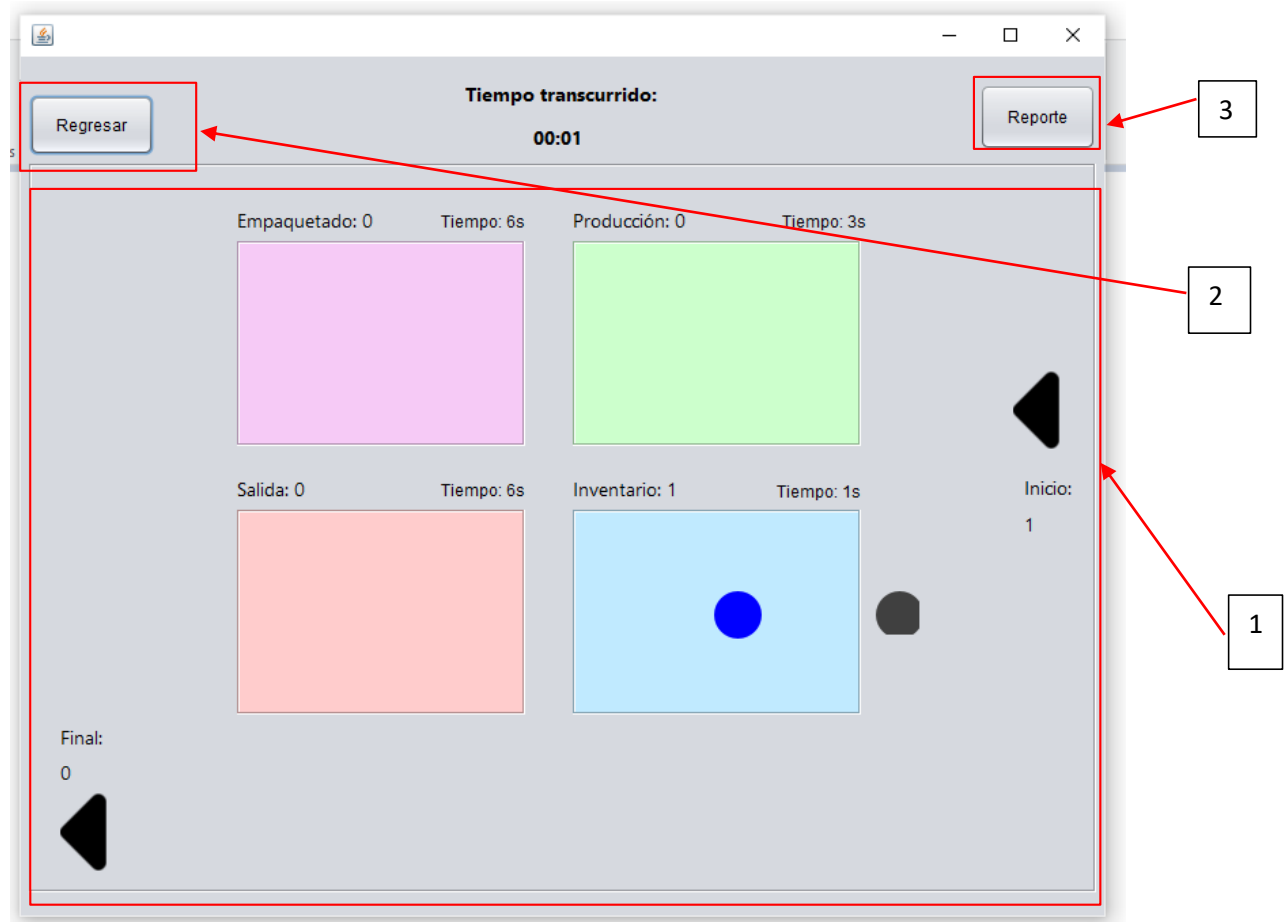 Regresar
Tiempo transcurrido:
00:01
Reporte
3
s
Empaquetado: 0 Tiempo: 6s Producción: 0 Tiempo: 3s
2
Salida: 0 Tiempo: 6s Inventario: 1 Tiempo: 1s
Inicio:
1
1
Final:
0